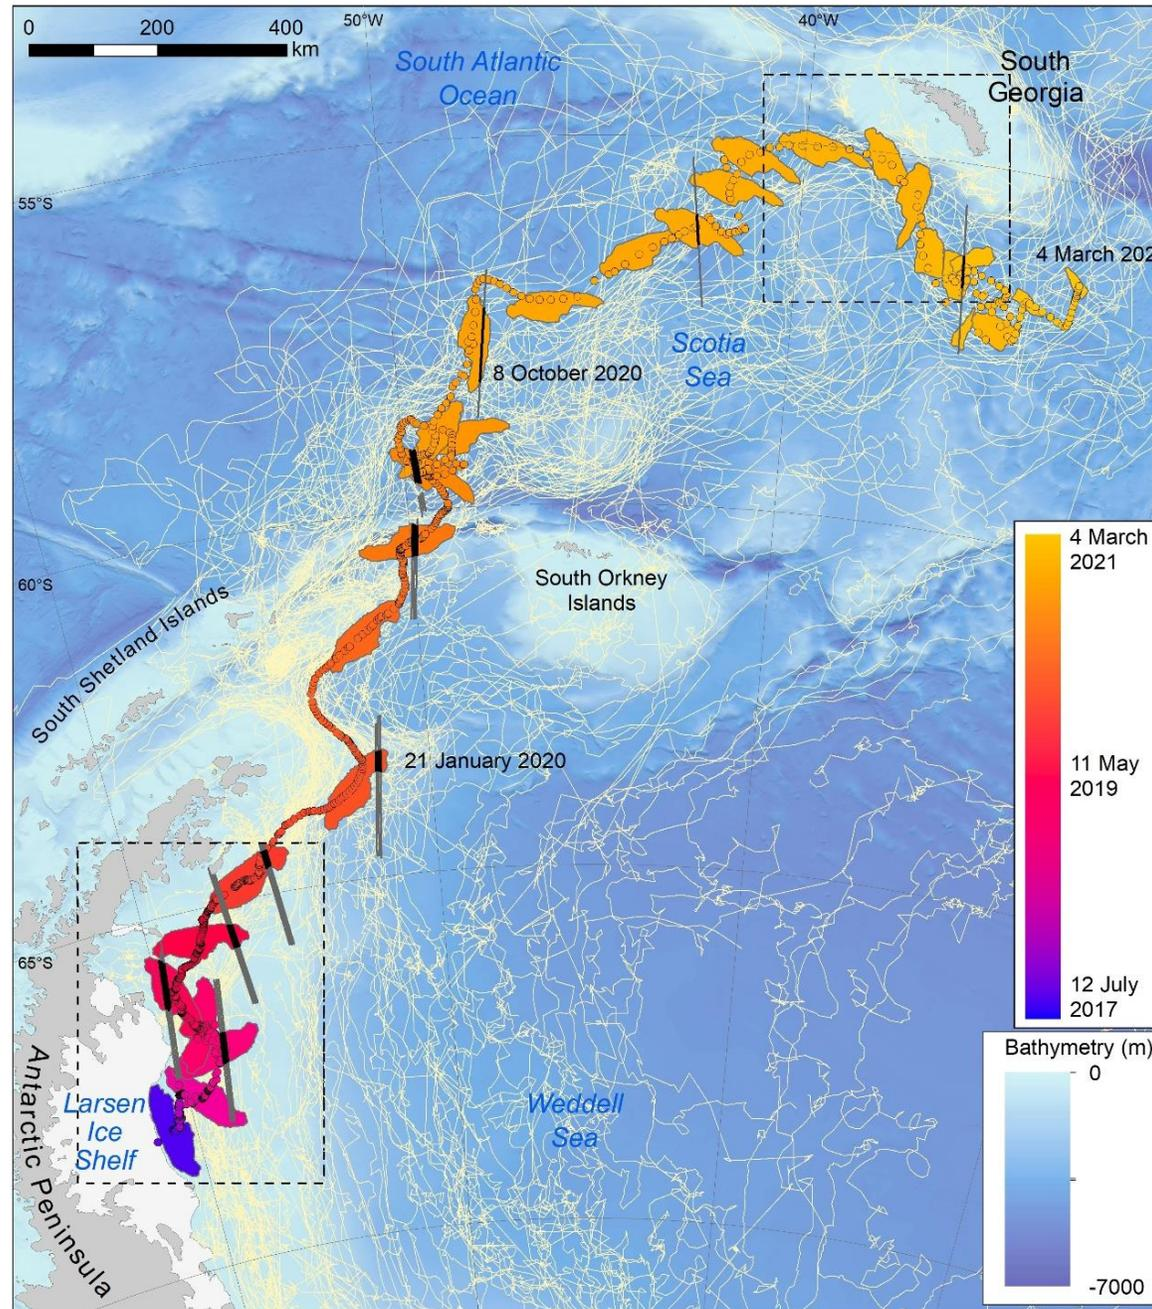 50°W
40°W
0
200
400
km
South Atlantic
Ocean
South
Georgia
55°S
4 March 202
Scotia
Sea
8 October 2020
4 March
2021
60°S
South Orkney
Islands
South Shetland Islands
21 January 2020
11 May
2019
65°S
12 July
2017
Bathymetry (m)
0
-7000
Antarctic Peninsula
Larsen
Ice
Shelf
Weddell
Sea